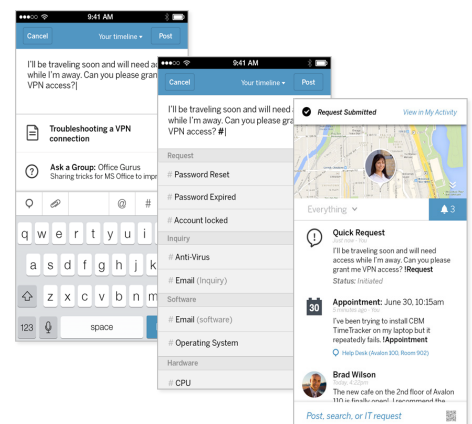 9:41 AM
Cancel
Your timeline
Post
I'll be traveling soon and will need
while I'm away. Can you please
VPN access?
Troubleshooting a VPN
connection
Ask a Group: Office Gurus
Sharing tricks for MS Office to
@ #
q w e r t y u i
a s d f g h j k
z x c v b n m
123
space
9:41 AM
Cancel
Your timeline
Post
I'll be traveling soon and will need
while I'm away. Can you please
VPN access? #
Request
# Password Reset
# Password Expired
# Account locked
Inquiry
# Anti-Virus
# Email (Inquiry)
Software
# Email (software)
# Operating System
Hardware
# CPU
Request Submitted
View in My Activity
Everything
3
Quick Request
Just now - You
I'll be traveling soon and will need
access while I'm away. Can you please
grant me VPN access? !Request
Status: Initiated
30
Appointment: June 30, 10:15am
5 minutes ago - You
I've been trying to install CBM
TimeTracker on my laptop but it
repeatedly fails. !Appointment
Help Desk (Avalon 100, Room 902)
Brad Wilson
Today, 4:22pm
The new cafe on the 2nd floor of Avalon
110 is finally open! I recommend the
Post, search, or IT request